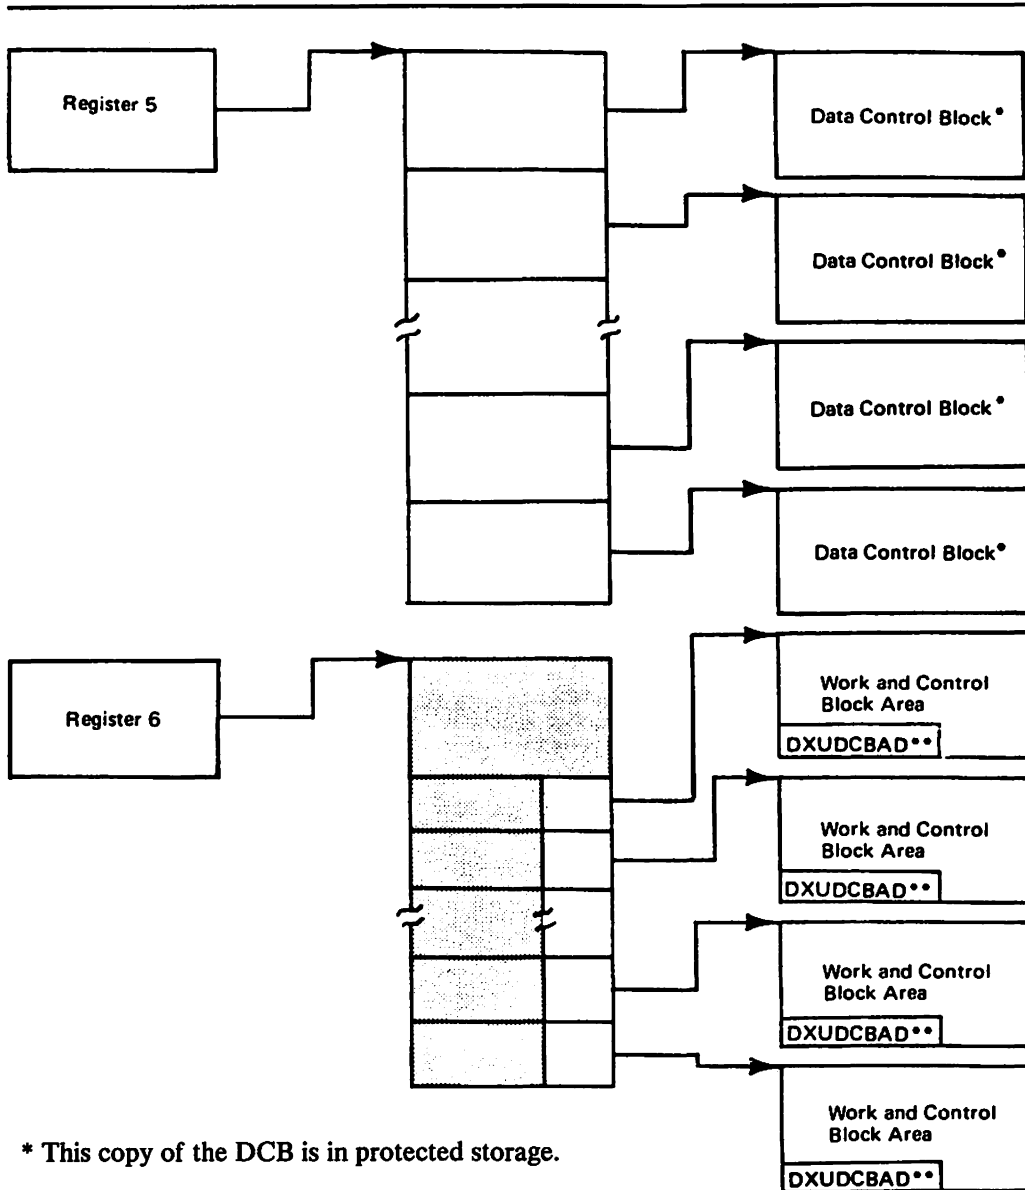 Register 5
Data Control Block*
Data Control Block*
Data Control Block*
Data Control Block*
Register 6
Work and Control
Block Area
DXUDCBAD**
Work and Control
Block Area
DXUDCBAD**
Work and Control
Block Area
DXUDCBAD**
Work and Control
Block Area
DXUDCBAD**
* This copy of the DCB is in protected storage.